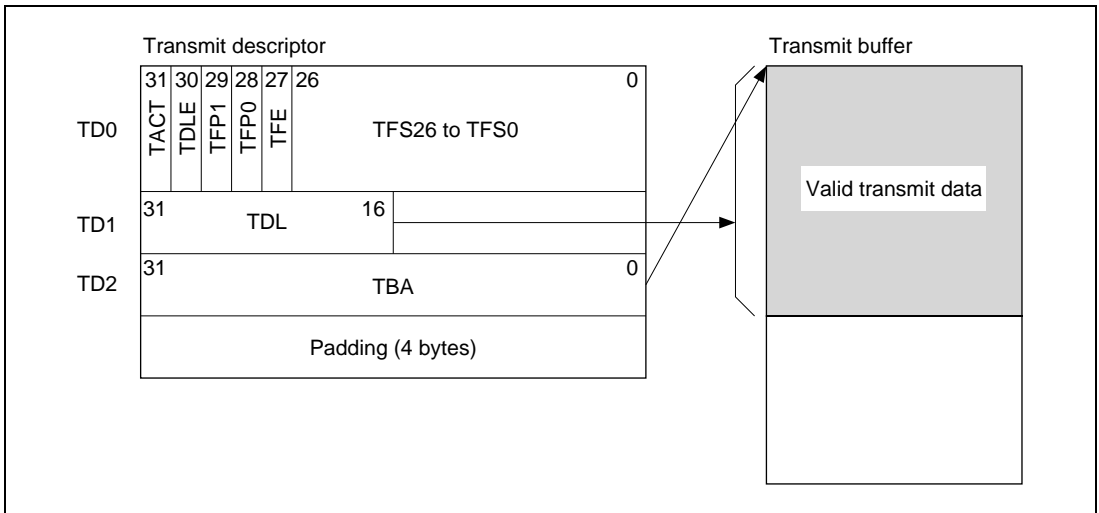 Transmit descriptor
Transmit buffer
31 30 29 28 27 26 0
TD0
TACT
TDLE
TFP1
TFP0
TFE
TFS26 to TFS0
Valid transmit data
TD1
31 16
TDL
TD2
31 0
TBA
Padding (4 bytes)